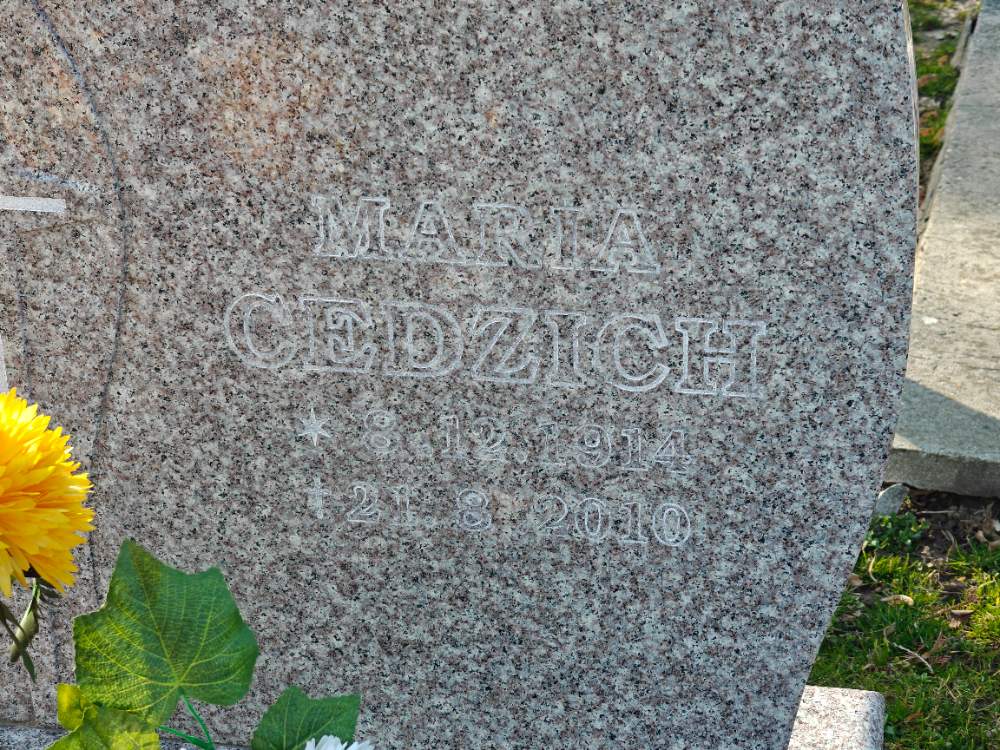 MARIA
CEDZICH
* 8.12.1914
† 21.8.2010